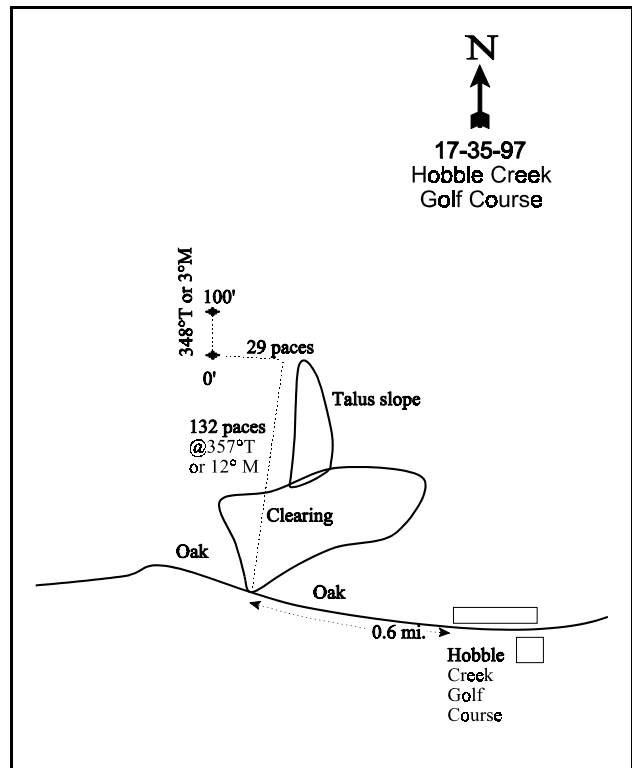 N
17-35-97
Hobble Creek
Golf Course
348°T or 3°M
100'
0'
29 paces
Talus slope
132 paces
@357°T
or 12° M
Clearing
Oak
Oak
0.6 mi.
Hobble
Creek
Golf
Course